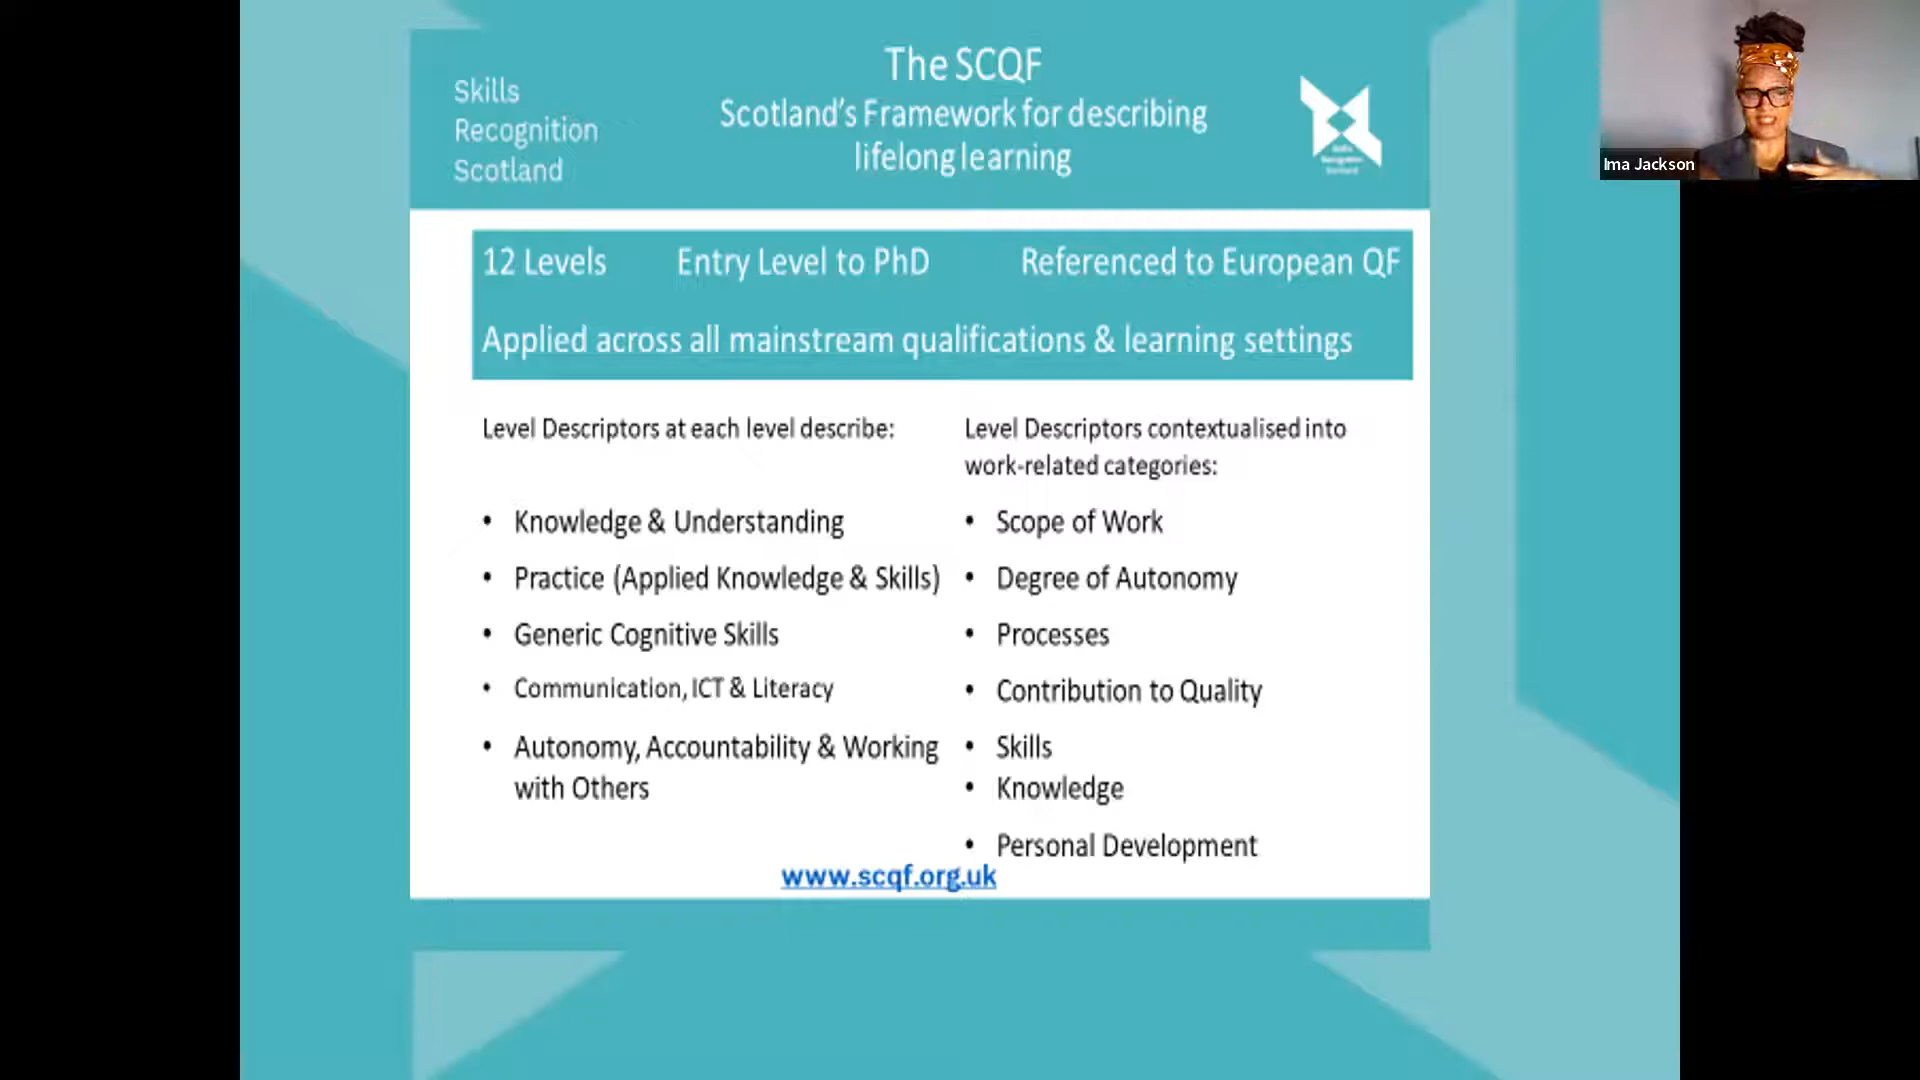 Skills
Recognition
Scotland
The SCQF
Scotland's Framework for describing
lifelong learning
Skills
Recognition
Scotland
Ima Jackson
12 Levels Entry Level to PhD Referenced to European QF
Applied across all mainstream qualifications & learning settings
Level Descriptors at each level describe:
• Knowledge & Understanding
• Practice (Applied Knowledge & Skills)
• Generic Cognitive Skills
• Communication, ICT & Literacy
• Autonomy, Accountability & Working
with Others
Level Descriptors contextualised into
work-related categories:
• Scope of Work
• Degree of Autonomy
• Processes
• Contribution to Quality
• Skills
• Knowledge
• Personal Development
www.scqf.org.uk